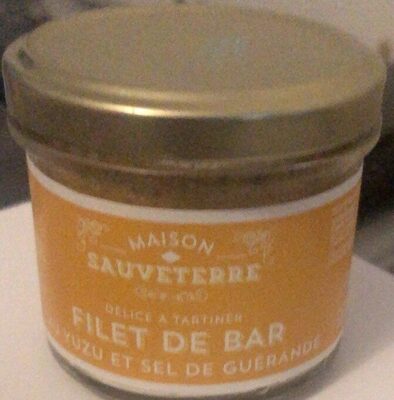 MAISON
SAUVETERRE
DÉLICE À TARTINER
FILET DE BAR
YUZU ET SEL DE GUÉRANDE